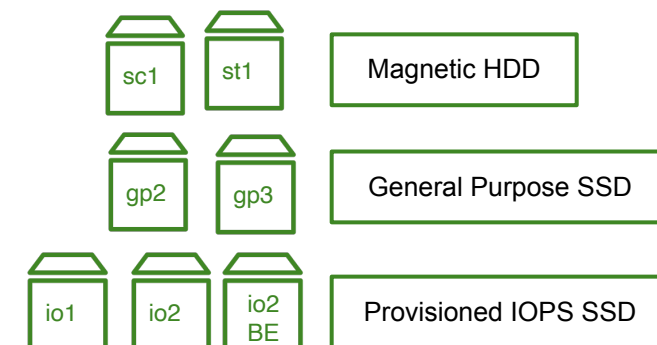 sc1
st1
Magnetic HDD
gp2
gp3
General Purpose SSD
io1
io2
io2
BE
Provisioned IOPS SSD